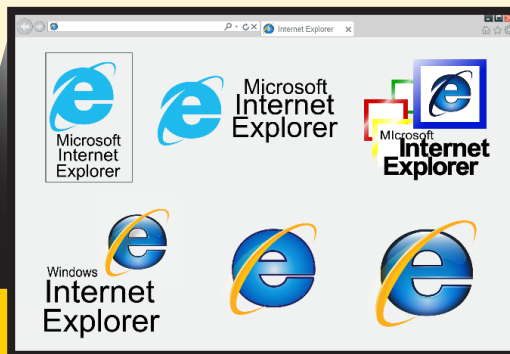 Internet Explorer
Microsoft
Internet
Explorer
Microsoft
Internet
Explorer
MIcrosoft
Internet
Explorer
Windows
Internet
Explorer